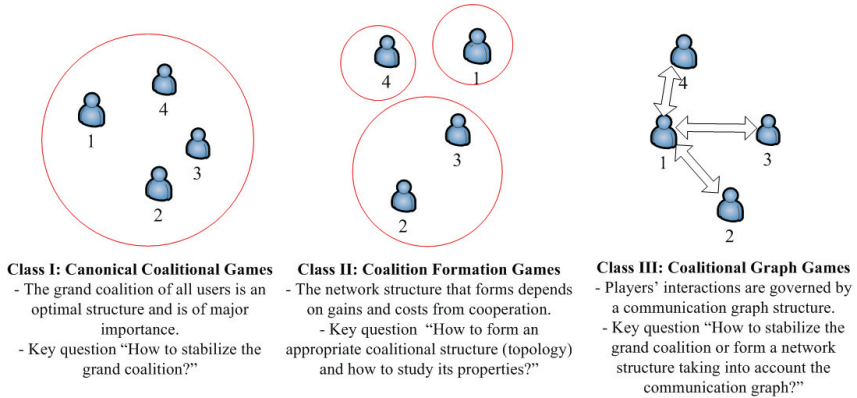 4
1
3
2
Class I: Canonical Coalitional Games
- The grand coalition of all users is an
optimal structure and is of major
importance.
- Key question “How to stabilize the
grand coalition?”
4
1
3
2
Class II: Coalition Formation Games
- The network structure that forms depends
on gains and costs from cooperation.
- Key question “How to form an
appropriate coalitional structure (topology)
and how to study its properties?”
4
1
3
2
Class III: Coalitional Graph Games
- Players’ interactions are governed by
a communication graph structure.
- Key question “How to stabilize the
grand coalition or form a network
structure taking into account the
communication graph?”